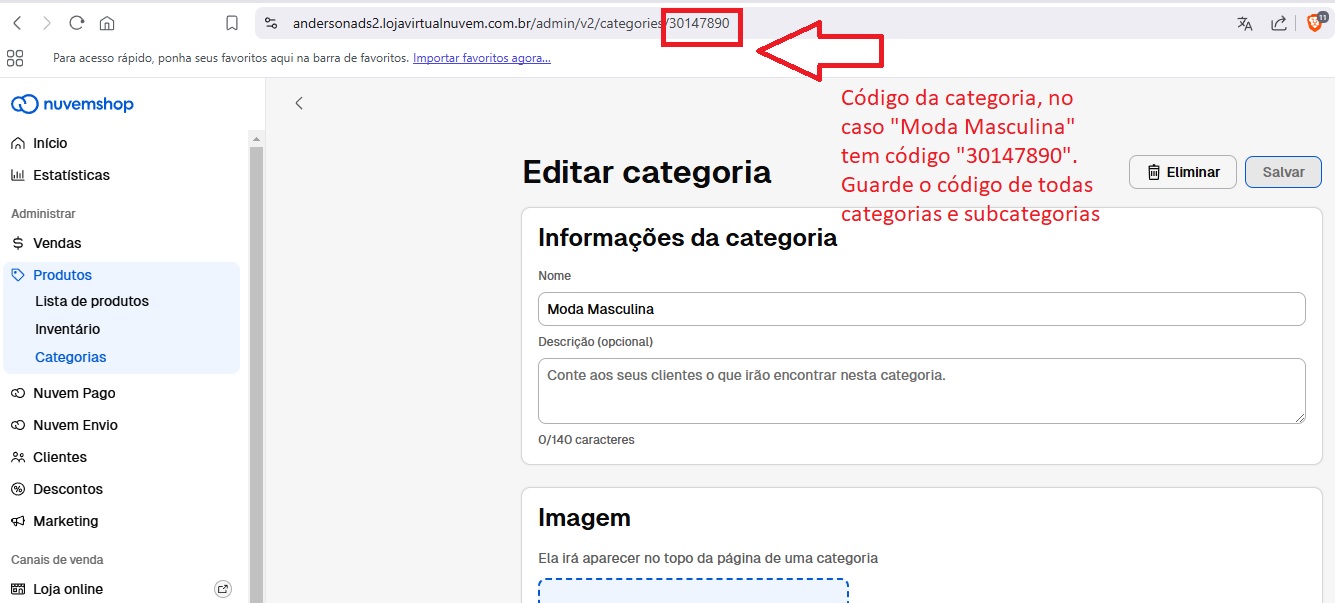 andersonads2.lojavirtualnuvem.com.br/admin/v2/categories/30147890
11
Para acesso rápido, ponha seus favoritos aqui na barra de favoritos. Importar favoritos agora...
nuvemshop
Início
Estatísticas
Administrar
Vendas
Produtos
Lista de produtos
Inventário
Categorias
Nuvem Pago
Nuvem Envio
Clientes
Descontos
Marketing
Canais de venda
Loja online
Código da categoria, no
caso "Moda Masculina"
tem código "30147890".
Guarde o código de todas
categorias e subcategorias
Editar categoria
Eliminar
Salvar
Informações da categoria
Nome
Moda Masculina
Descrição (opcional)
Conte aos seus clientes o que irão encontrar nesta categoria.
0/140 caracteres
Imagem
Ela irá aparecer no topo da página de uma categoria